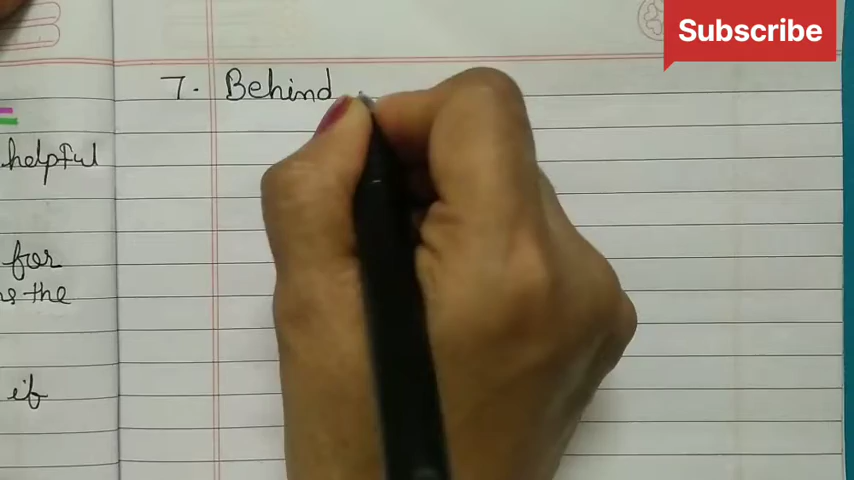 Subscribe
7. Behind
helpful
for
the
if